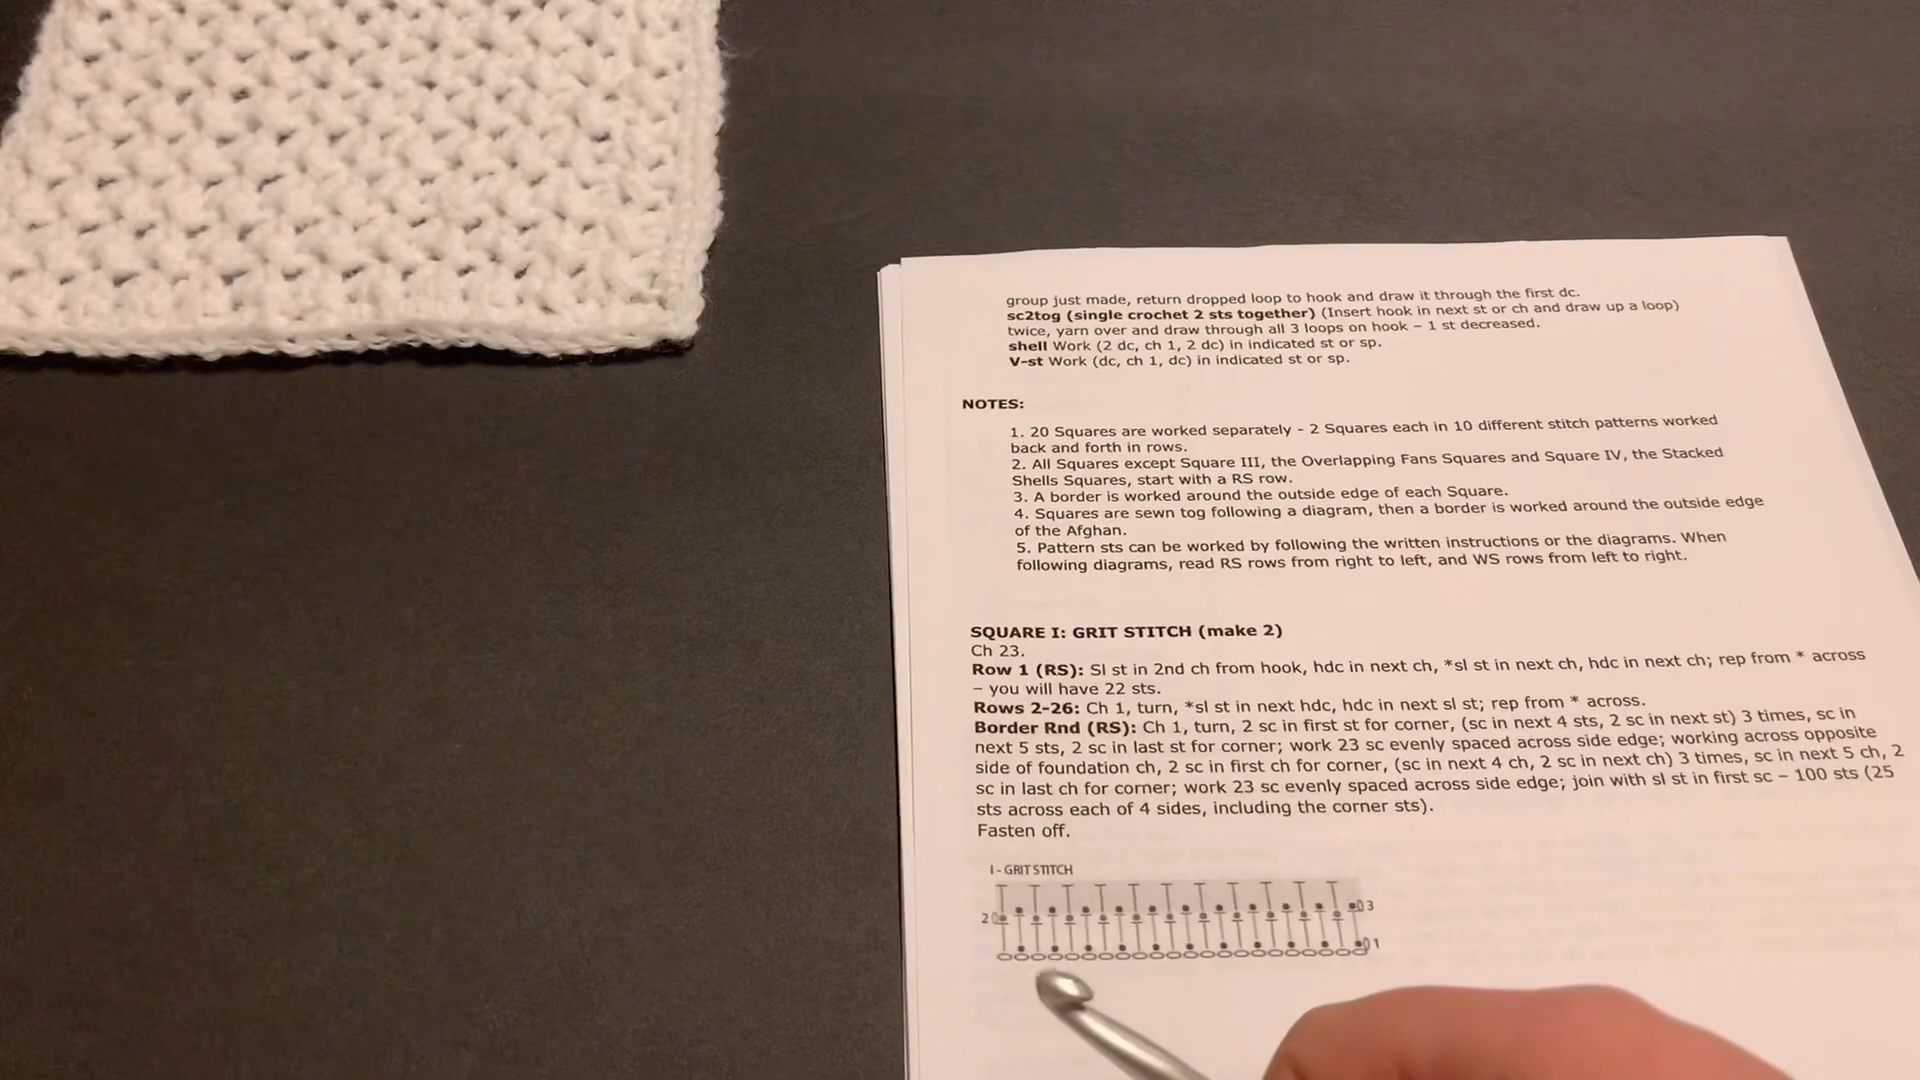 group just made, return dropped loop to hook and draw it through the first dc.
sc2tog (single crochet 2 sts together) (Insert hook in next st or ch and draw up a loop)
twice, yarn over and draw through all 3 loops on hook – 1 st decreased.
shell Work (2 dc, ch 1, 2 dc) in indicated st or sp.
V-st Work (dc, ch 1, dc) in indicated st or sp.
NOTES:
1. 20 Squares are worked separately - 2 Squares each in 10 different stitch patterns worked
back and forth in rows.
2. All Squares except Square III, the Overlapping Fans Squares and Square IV, the Stacked
Shells Squares, start with a RS row.
3. A border is worked around the outside edge of each Square.
4. Squares are sewn tog following a diagram, then a border is worked around the outside edge
of the Afghan.
5. Pattern sts can be worked by following the written instructions or the diagrams. When
following diagrams, read RS rows from right to left, and WS rows from left to right.
SQUARE I: GRIT STITCH (make 2)
Ch 23.
Row 1 (RS): Sl st in 2nd ch from hook, hdc in next ch, *sl st in next ch, hdc in next ch; rep from * across
– you will have 22 sts.
Rows 2-26: Ch 1, turn, *sl st in next hdc, hdc in next sl st; rep from * across.
Border Rnd (RS): Ch 1, turn, 2 sc in first st for corner, (sc in next 4 sts, 2 sc in next st) 3 times, sc in
next 5 sts, 2 sc in last st for corner; work 23 sc evenly spaced across side edge; working across opposite
side of foundation ch, 2 sc in first ch for corner, (sc in next 4 ch, 2 sc in next ch) 3 times, sc in next 5 ch, 2
sc in last ch for corner; work 23 sc evenly spaced across side edge; join with sl st in first sc – 100 sts (25
sts across each of 4 sides, including the corner sts).
Fasten off.
I - GRIT STITCH
2
3
1